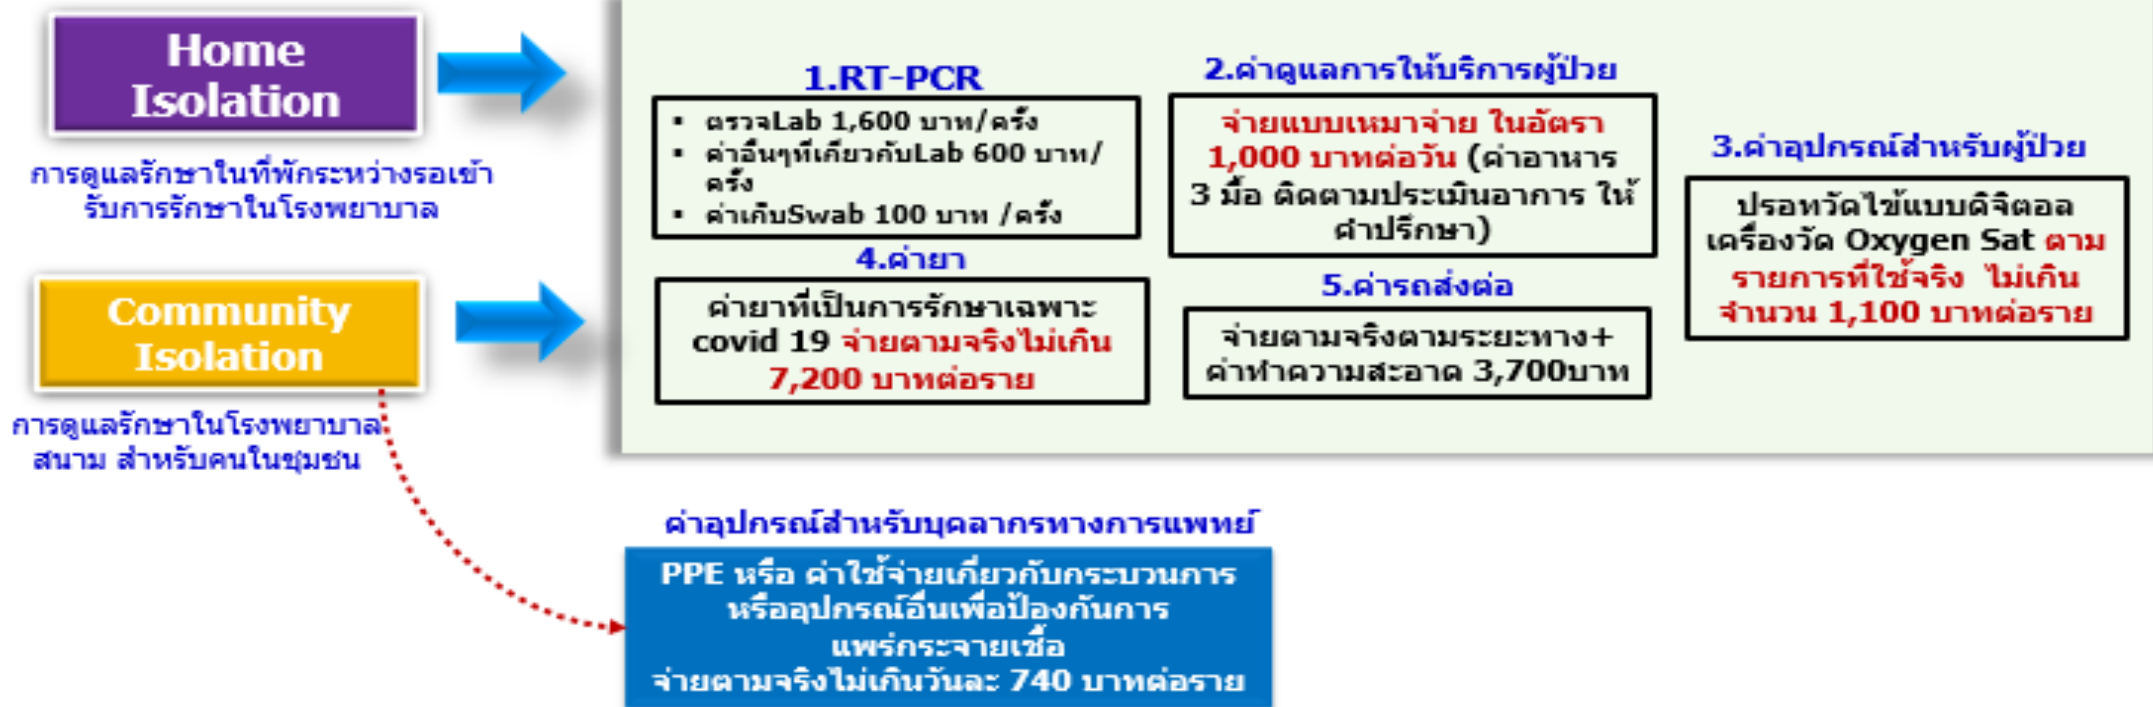 Home
Isolation
การดูแลรักษาในที่พักระหว่างรอเข้า
รับการรักษาในโรงพยาบาล
Community
Isolation
การดูแลรักษาในโรงพยาบาล
สนาม สำหรับคนในชุมชน
1.RT-PCR
▪ ตรวจLab 1,600 บาท/ครั้ง
▪ ค่าอื่นๆที่เกี่ยวกับLab 600 บาท/
ครั้ง
▪ ค่าเก็บSwab 100 บาท /ครั้ง
2.ค่าดูแลการให้บริการผู้ป่วย
จ่ายแบบเหมาจ่าย ในอัตรา
1,000 บาทต่อวัน (ค่าอาหาร
3 มื้อ ติดตามประเมินอาการ ให้
คำปรึกษา)
3.ค่าอุปกรณ์สำหรับผู้ป่วย
ปรอทวัดไข้แบบดิจิตอล
เครื่องวัด Oxygen Sat ตาม
รายการที่ใช้จริง ไม่เกิน
จำนวน 1,100 บาทต่อราย
4.ค่ายา
ค่ายาที่เป็นการรักษาเฉพาะ
covid 19 จ่ายตามจริงไม่เกิน
7,200 บาทต่อราย
5.ค่ารถส่งต่อ
จ่ายตามจริงตามระยะทาง+
ค่าทำความสะอาด 3,700บาท
ค่าอุปกรณ์สำหรับบุคลากรทางการแพทย์
PPE หรือ ค่าใช้จ่ายเกี่ยวกับกระบวนการ
หรืออุปกรณ์อื่นเพื่อป้องกันการ
แพร่กระจายเชื้อ
จ่ายตามจริงไม่เกินวันละ 740 บาทต่อราย